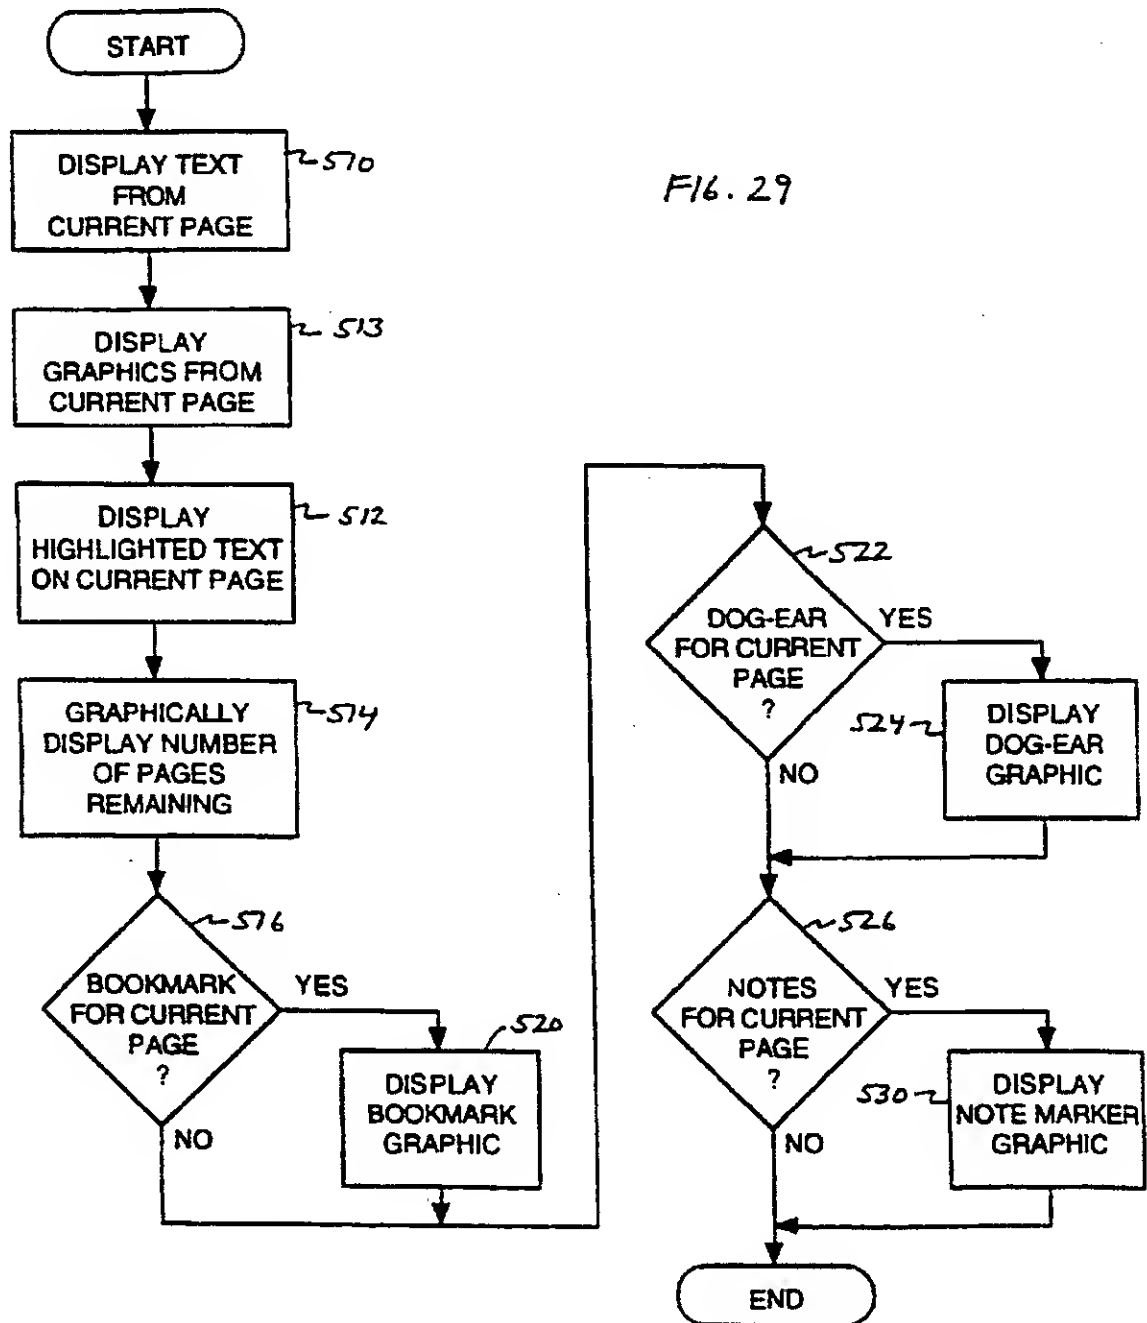 START
DISPLAY TEXT
FROM
CURRENT PAGE
510
FIG. 29
DISPLAY
GRAPHICS FROM
CURRENT PAGE
513
DISPLAY
HIGHLIGHTED TEXT
ON CURRENT PAGE
512
GRAPHICALLY
DISPLAY NUMBER
OF PAGES
REMAINING
514
BOOKMARK
FOR CURRENT
PAGE
?
516
YES
NO
DISPLAY
BOOKMARK
GRAPHIC
520
DOG-EAR
FOR CURRENT
PAGE
?
522
YES
NO
DISPLAY
DOG-EAR
GRAPHIC
524
NOTES
FOR CURRENT
PAGE
?
526
YES
NO
DISPLAY
NOTE MARKER
GRAPHIC
530
END